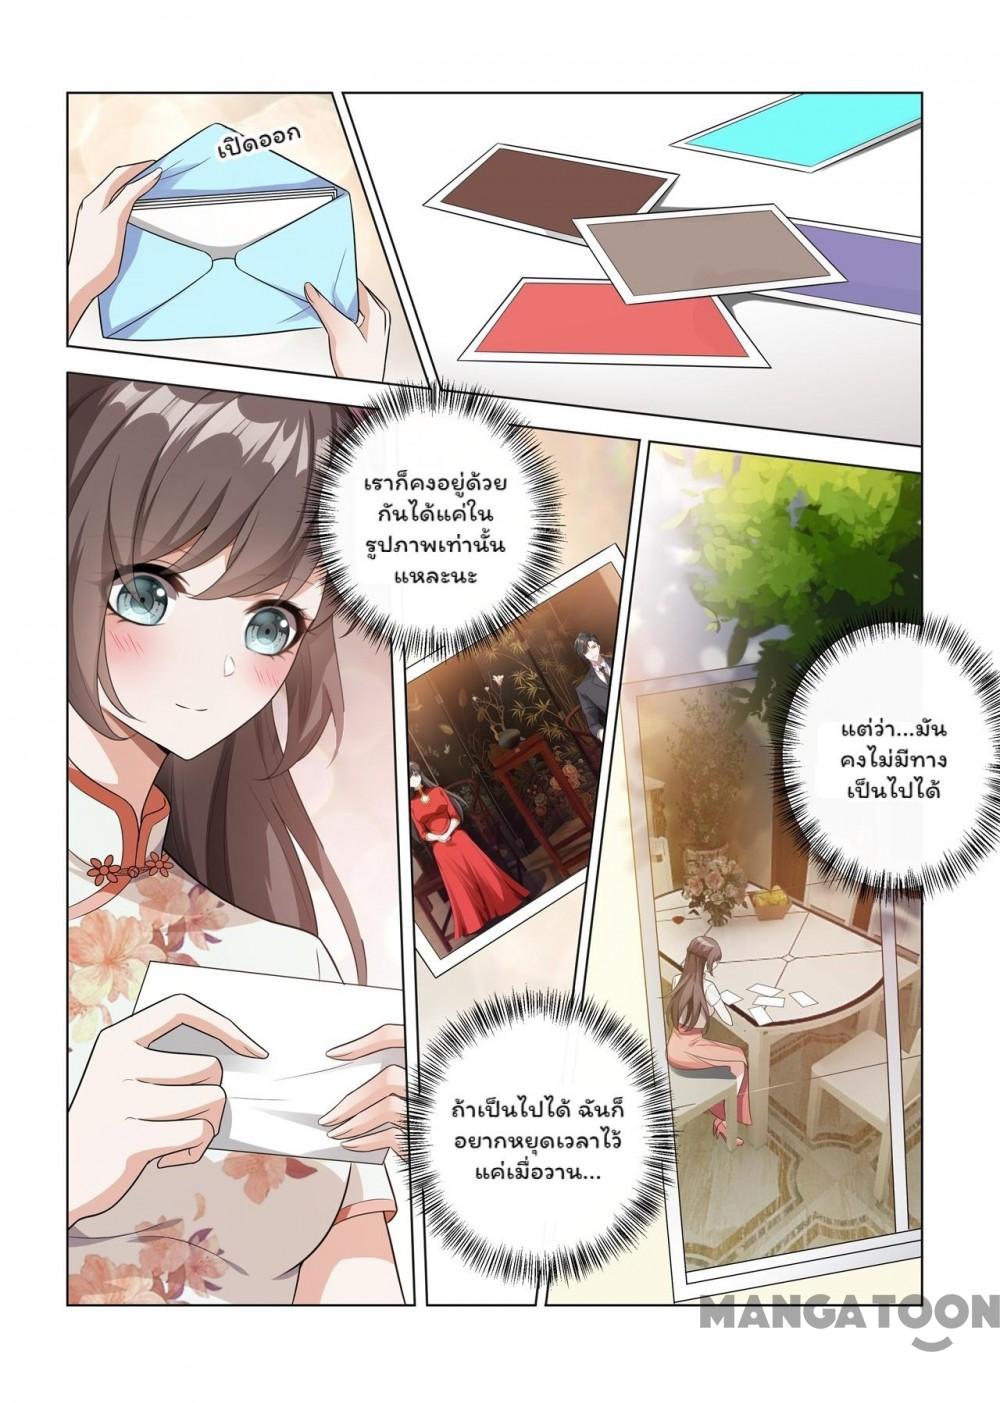 เปิดออก
เราก็คงอยู่ด้วย
กันได้แค่ใน
รูปภาพเท่านั้น
แหละนะ
แต่ว่า...มัน
คงไม่มีทาง
เป็นไปได้
ถ้าเป็นไปได้ ฉันก็
อยากหยุดเวลาไว้
แค่เมื่อวาน...
MANGATOON